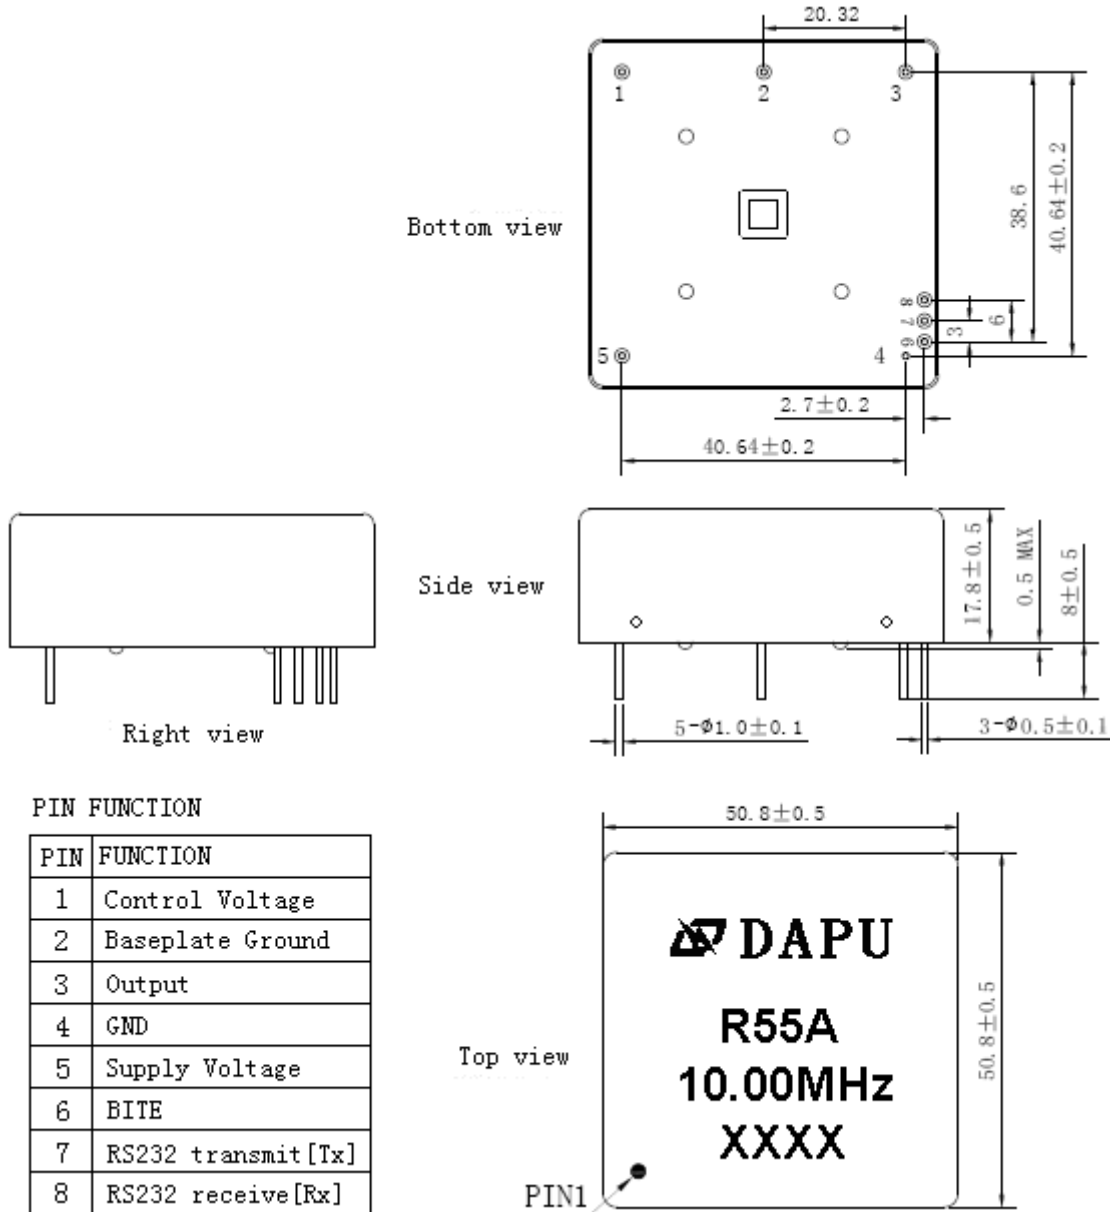 20.32
1
2
3
Bottom view
38.6
40.64±0.2
8
7
6
3
6
5
4
2.7±0.2
40.64±0.2
Side view
17.8±0.5
0.5 MAX
8±0.5
Right view
5-ϕ1.0±0.1
3-ϕ0.5±0.1
PIN FUNCTION
PIN FUNCTION
1 Control Voltage
2 Baseplate Ground
3 Output
4 GND
5 Supply Voltage
6 BITE
7 RS232 transmit[Tx]
8 RS232 receive[Rx]
50.8±0.5
DAPU
R55A
10.00MHz
XXXX
50.8±0.5
Top view
PIN1